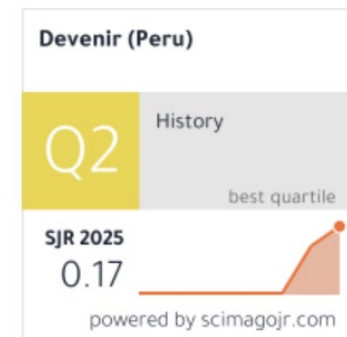 Devenir (Peru)
Q2
History
best quartile
SJR 2025
0.17
powered by scimagojr.com